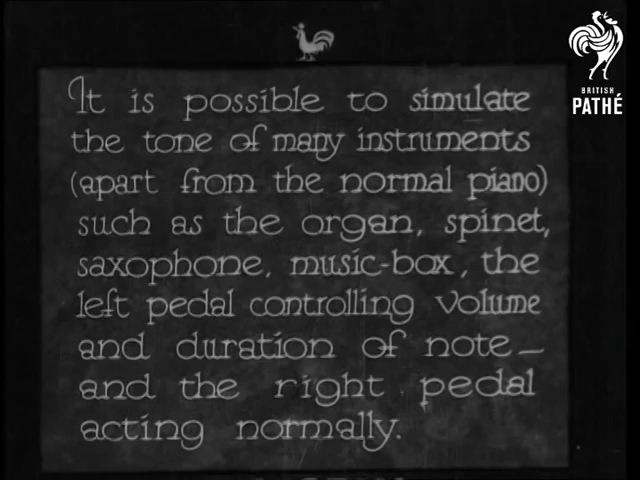 BRITISH
PATHÉ
It is possible to simulate
the tone of many instruments
(apart from the normal piano)
such as the organ, spinet,
saxophone, music-box, the
left pedal controlling volume
and duration of note —
and the right pedal
acting normally.